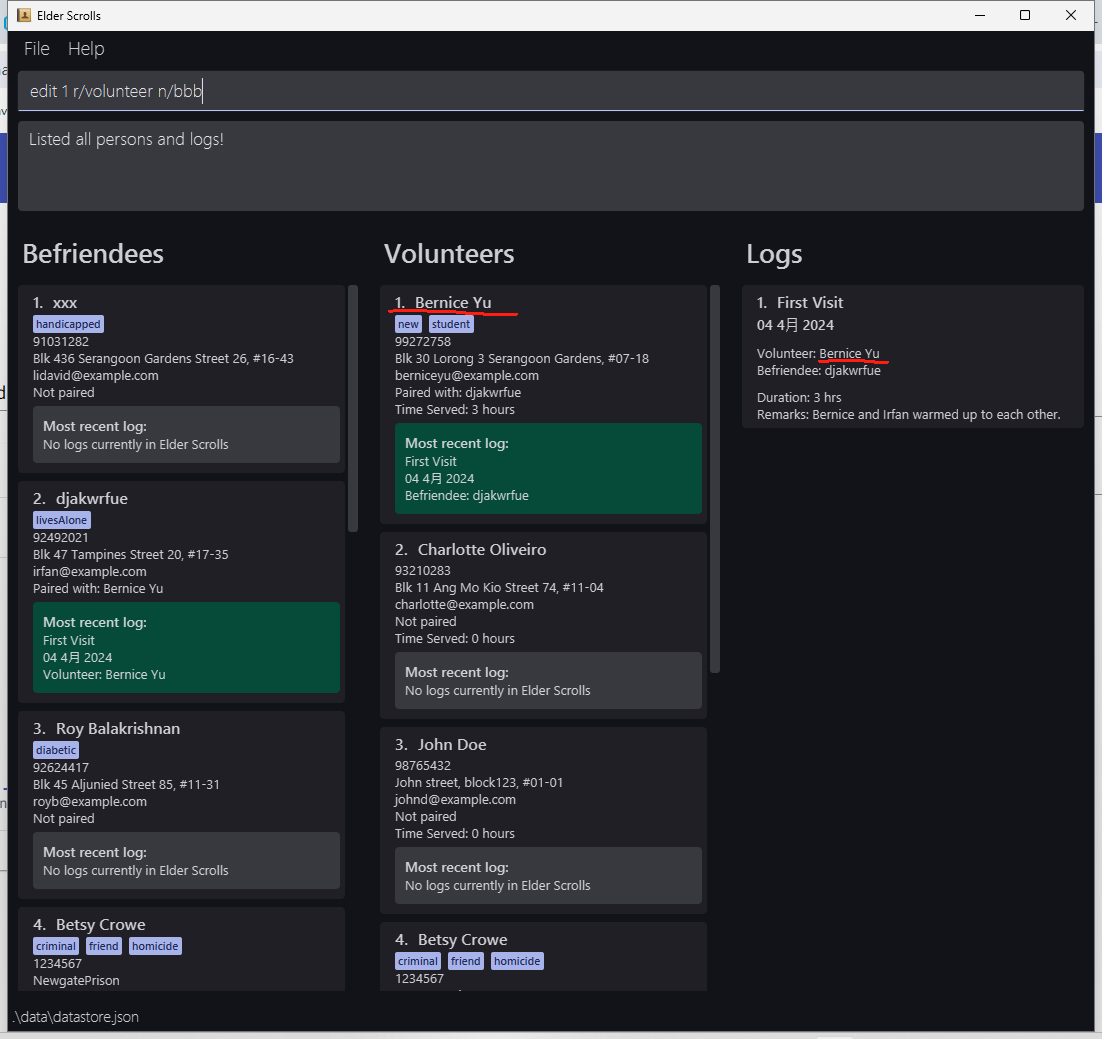 Elder Scrolls
File Help
edit 1 r/volunteer n/bbb
Listed all persons and logs!
Befriendees
1. xxx
handicapped
91031282
Blk 436 Serangoon Gardens Street 26, #16-43
lidavid@example.com
Not paired
Most recent log:
No logs currently in Elder Scrolls
2. djakwrfue
livesAlone
92492021
Blk 47 Tampines Street 20, #17-35
irfan@example.com
Paired with: Bernice Yu
Most recent log:
First Visit
04 4月 2024
Volunteer: Bernice Yu
3. Roy Balakrishnan
diabetic
92624417
Blk 45 Aljunied Street 85, #11-31
royb@example.com
Not paired
Most recent log:
No logs currently in Elder Scrolls
4. Betsy Crowe
criminal friend homicide
1234567
NewgatePrison
Volunteers
1. Bernice Yu
new student
99272758
Blk 30 Lorong 3 Serangoon Gardens, #07-18
berniceyu@example.com
Paired with: djakwrfue
Time Served: 3 hours
Most recent log:
First Visit
04 4月 2024
Befriendee: djakwrfue
2. Charlotte Oliveiro
93210283
Blk 11 Ang Mo Kio Street 74, #11-04
charlotte@example.com
Not paired
Time Served: 0 hours
Most recent log:
No logs currently in Elder Scrolls
3. John Doe
98765432
John street, block123, #01-01
johnd@example.com
Not paired
Time Served: 0 hours
Most recent log:
No logs currently in Elder Scrolls
4. Betsy Crowe
criminal friend homicide
1234567
Logs
1. First Visit
04 4月 2024
Volunteer: Bernice Yu
Befriendee: djakwrfue
Duration: 3 hrs
Remarks: Bernice and Irfan warmed up to each other.
.\data\datastore.json